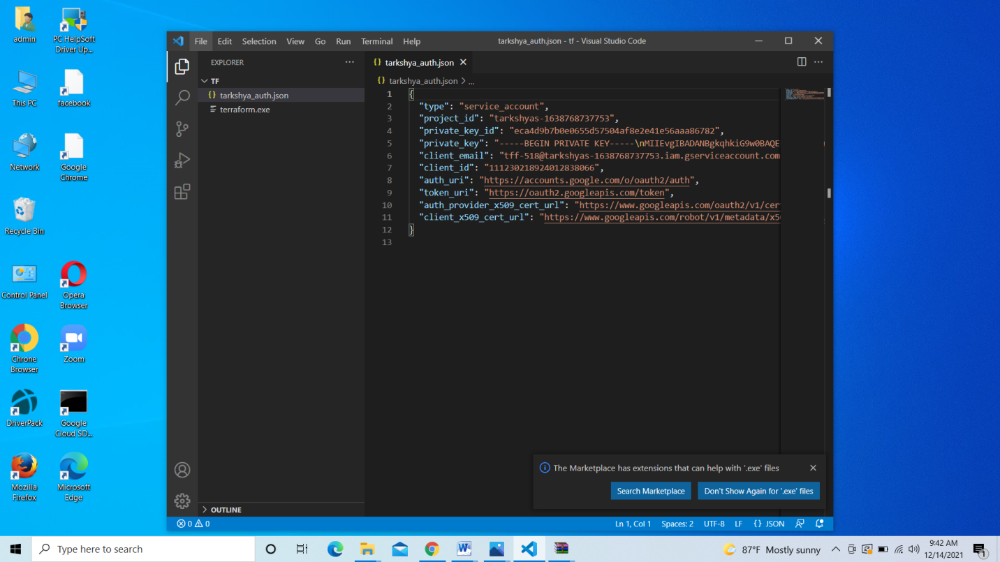 admin
PC HelpSoft
Driver Up...
This PC
facebook
Network
Google
Chrome
Recycle Bin
Control Panel
Opera
Browser
Chrone
Browser
Zoom
DriverPack
Google
Cloud SD...
Mozilla
Firefox
Microsoft
Edge
File Edit Selection View Go Run Terminal Help
tarkshya_auth.json - tf - Visual Studio Code
EXPLORER
TF
{} tarkshya_auth.json
terraform.exe
OUTLINE
{} tarkshya_auth.json
{} tarkshya_auth.json > ...
1 {
2 "type": "service_account",
3 "project_id": "tarkshyas-1638768737753",
4 "private_key_id": "eca4d9b7b0e0655d57504af8e2e41e56aaa86782",
5 "private_key": "-----BEGIN PRIVATE KEY-----\nMIIEvgIBADANBgkqhkiG9w0BAQE
6 "client_email": "tff-518@tarkshyas-1638768737753.iam.gserviceaccount.com
7 "client_id": "111230218924012838066",
8 "auth_uri": "https://accounts.google.com/o/oauth2/auth",
9 "token_uri": "https://oauth2.googleapis.com/token",
10 "auth_provider_x509_cert_url": "https://www.googleapis.com/oauth2/v1/cer
11 "client_x509_cert_url": "https://www.googleapis.com/robot/v1/metadata/x5
12 }
13
The Marketplace has extensions that can help with '.exe' files
Search Marketplace
Don't Show Again for '.exe' files
0 0
Ln 1, Col 1 Spaces: 2 UTF-8 LF {} JSON
Type here to search
87°F Mostly sunny
9:42 AM
12/14/2021
1